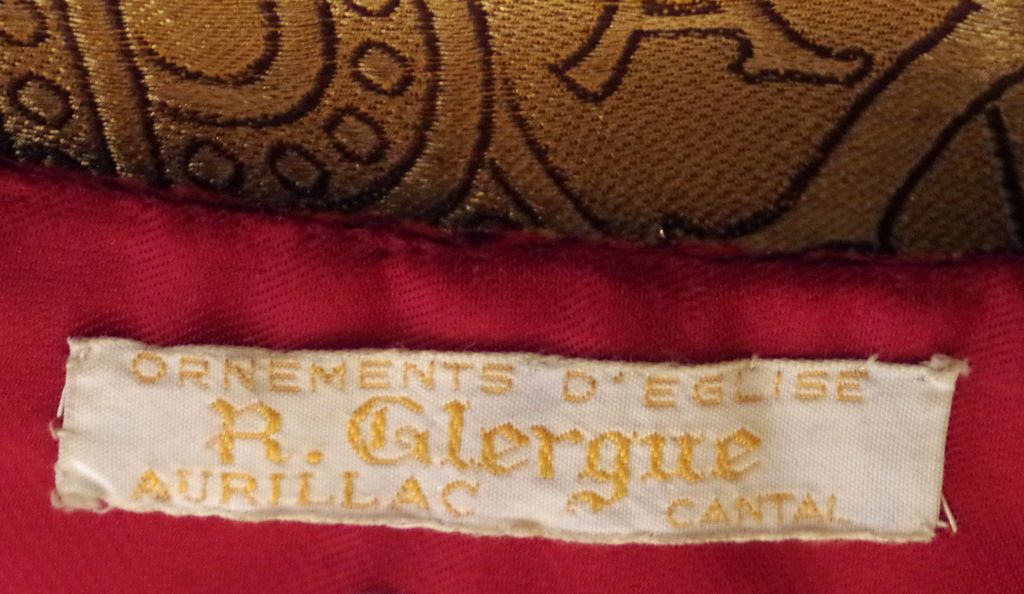 ORNEMENTS D'EGLISE
R. Glergue
AURILLAC CANTAL